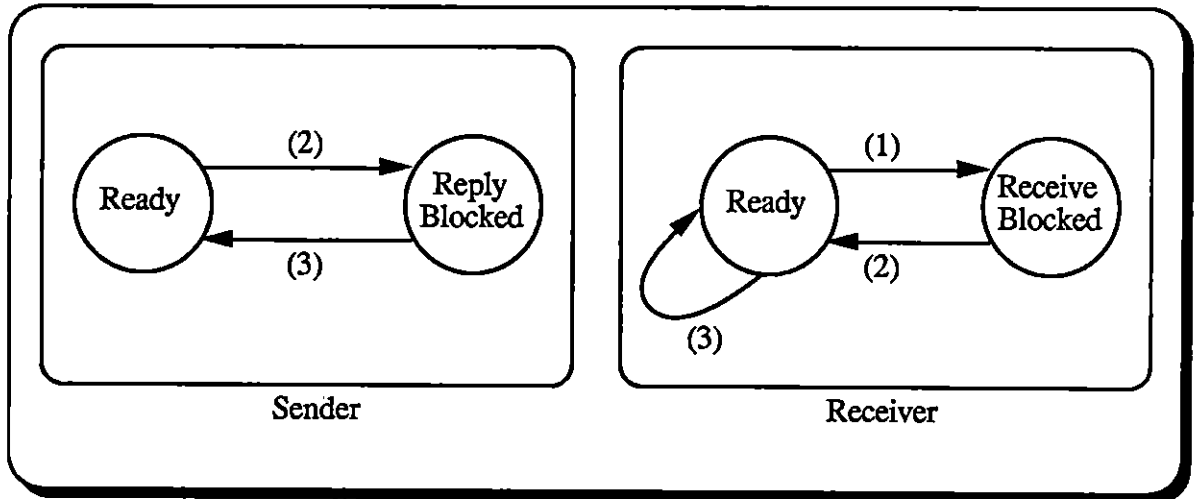 (2)
Ready
Reply
Blocked
(3)
Sender
(1)
Ready
Receive
Blocked
(2)
(3)
Receiver